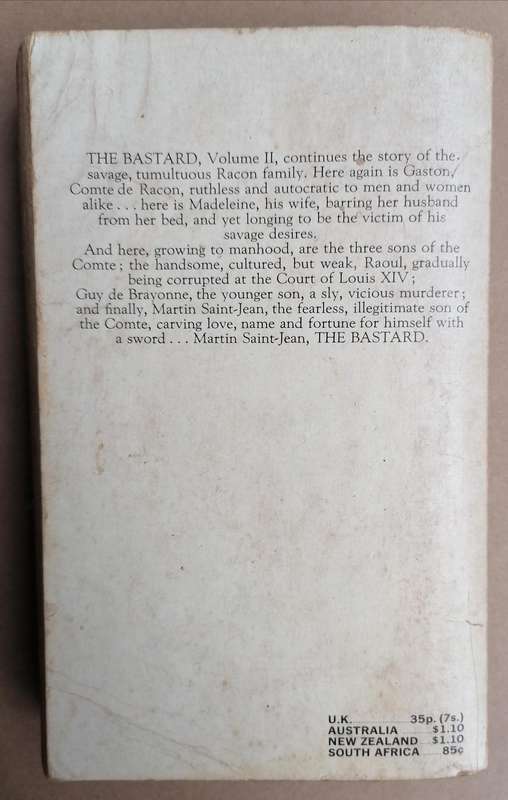 THE BASTARD, Volume II, continues the story of the
savage, tumultuous Racon family. Here again is Gaston,
Comte de Racon, ruthless and autocratic to men and women
alike . . . here is Madeleine, his wife, barring her husband
from her bed, and yet longing to be the victim of his
savage desires.
And here, growing to manhood, are the three sons of the
Comte ; the handsome, cultured, but weak, Raoul, gradually
being corrupted at the Court of Louis XIV ;
Guy de Brayonne, the younger son, a sly, vicious murderer ;
and finally, Martin Saint-Jean, the fearless, illegitimate son of
the Comte, carving love, name and fortune for himself with
a sword . . . Martin Saint-Jean, THE BASTARD.
U.K. 35p. (7s.)
AUSTRALIA $1.10
NEW ZEALAND $1.10
SOUTH AFRICA 85c